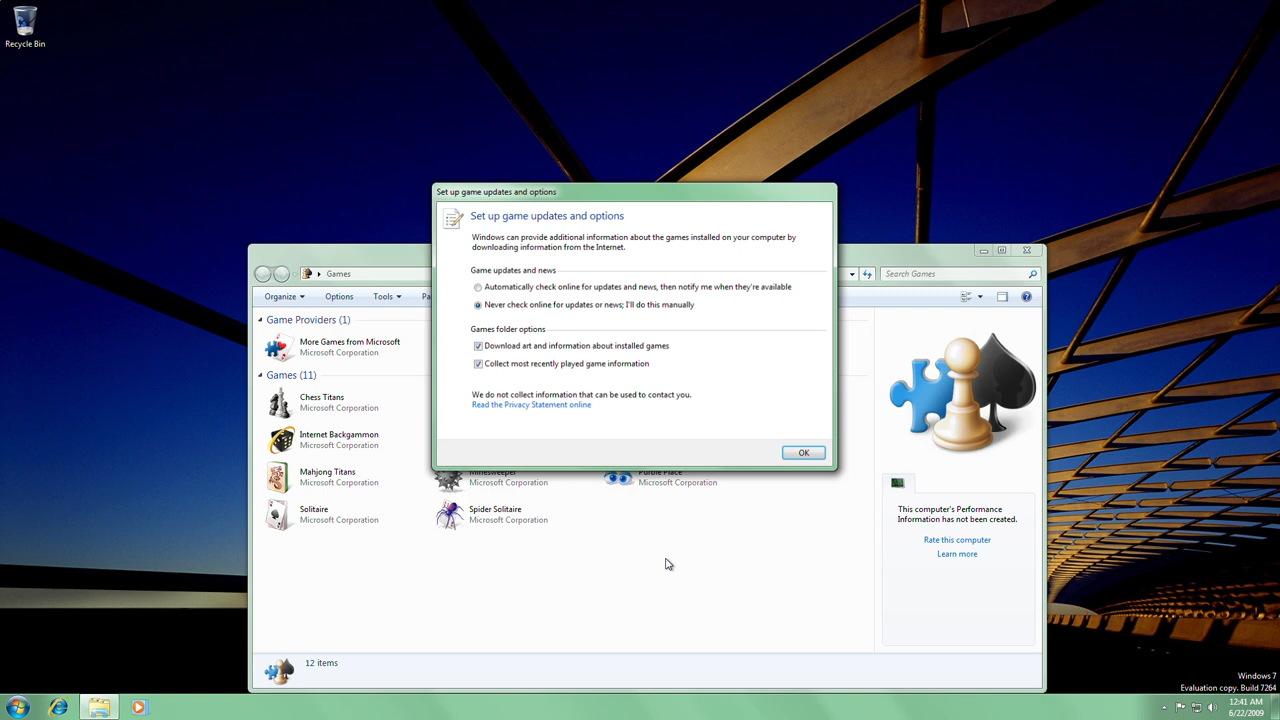 Recycle Bin
Set up game updates and options
Set up game updates and options
Windows can provide additional information about the games installed on your computer by
downloading information from the Internet.
Game updates and news
Automatically check online for updates and news, then notify me when they're available
Never check online for updates or news; I'll do this manually
Games folder options
Download art and information about installed games
Collect most recently played game information
We do not collect information that can be used to contact you.
Read the Privacy Statement online
OK
Games
Search Games
Organize
Options
Tools
Game Providers (1)
More Games from Microsoft
Microsoft Corporation
Games (11)
Chess Titans
Microsoft Corporation
Internet Backgammon
Microsoft Corporation
Mahjong Titans
Microsoft Corporation
Minesweeper
Microsoft Corporation
Purble Place
Microsoft Corporation
Solitaire
Microsoft Corporation
Spider Solitaire
Microsoft Corporation
This computer's Performance
Information has not been created.
Rate this computer
Learn more
12 items
Windows 7
Evaluation copy. Build 7264
12:41 AM
6/22/2009